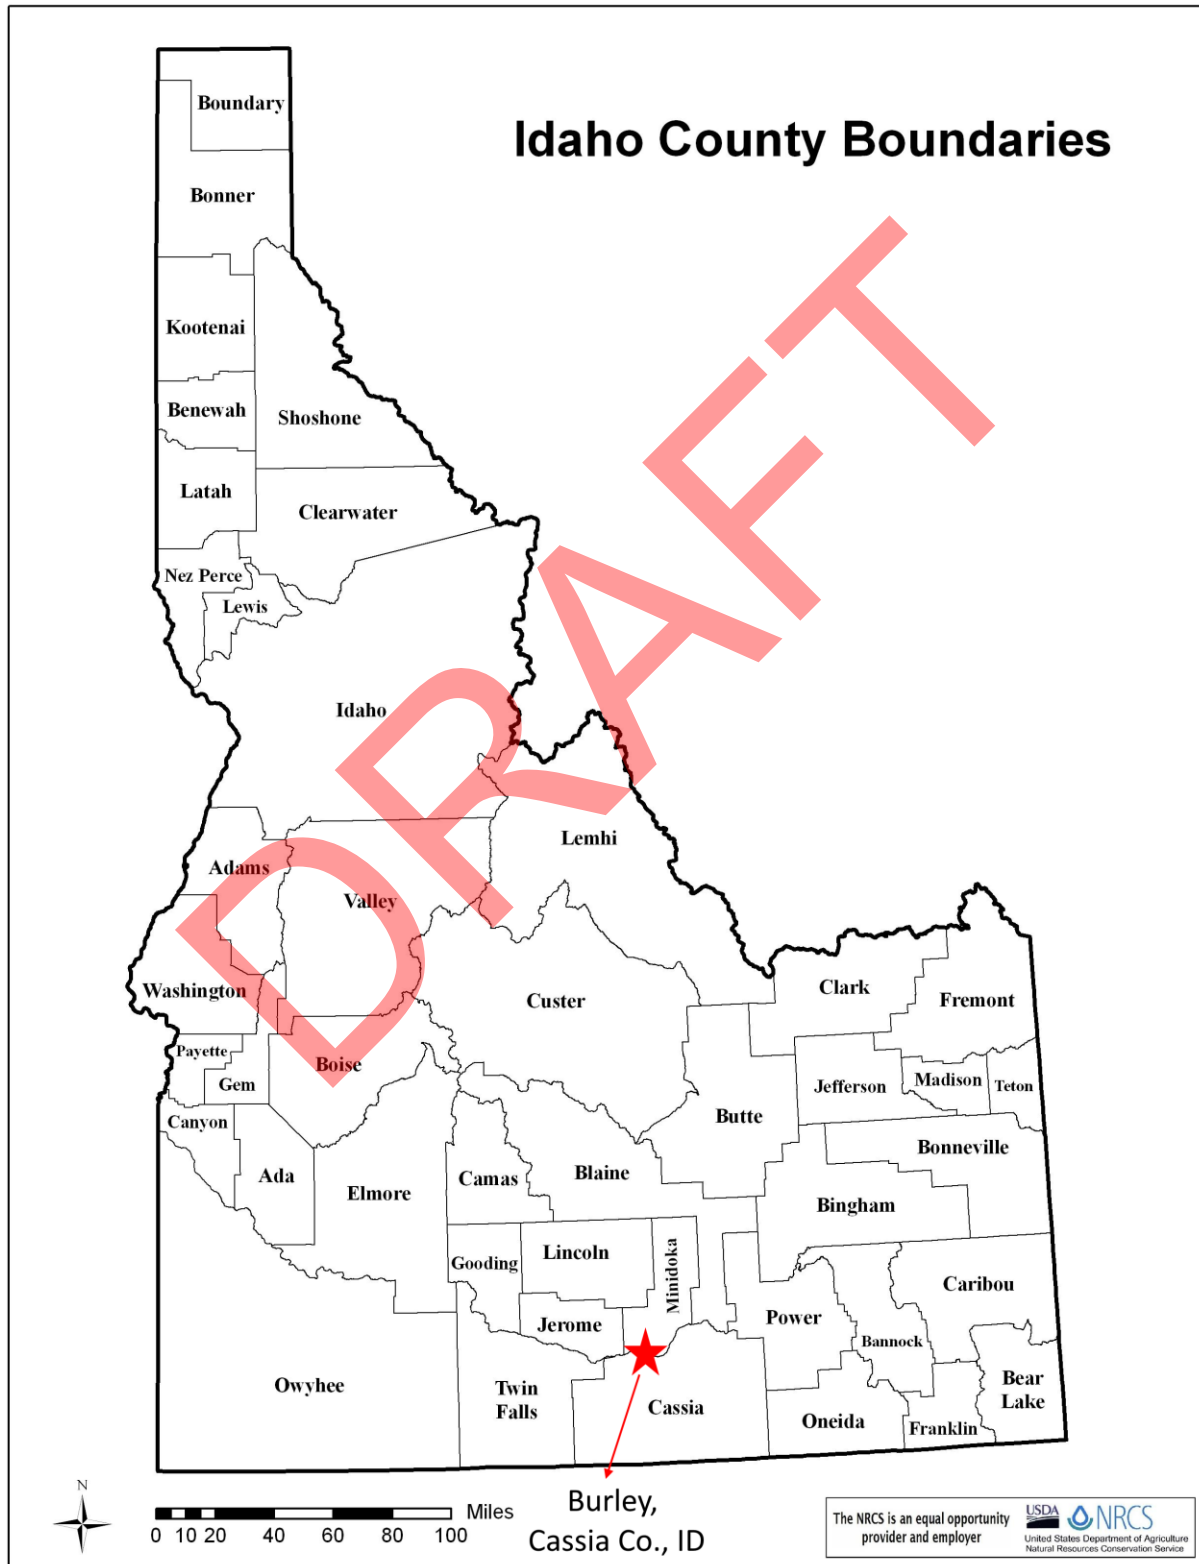 Idaho County Boundaries
Boundary
Bonner
Kootenai
Benewah
Shoshone
Latah
Clearwater
Nez Perce
Lewis
Idaho
Lemhi
Adams
Valley
Washington
Custer
Clark
Fremont
Payette
Boise
Gem
Jefferson
Madison
Teton
Canyon
Butte
Bonneville
Ada
Elmore
Camas
Blaine
Bingham
Gooding
Lincoln
Minidoka
Caribou
Power
Jerome
Bannock
Owyhee
Twin
Falls
Cassia
Oneida
Franklin
Bear
Lake
DRAFT
Burley,
Cassia Co., ID
N
0 10 20 40 60 80 100
Miles
The NRCS is an equal opportunity
provider and employer
USDA
NRCS
United States Department of Agriculture
Natural Resources Conservation Service